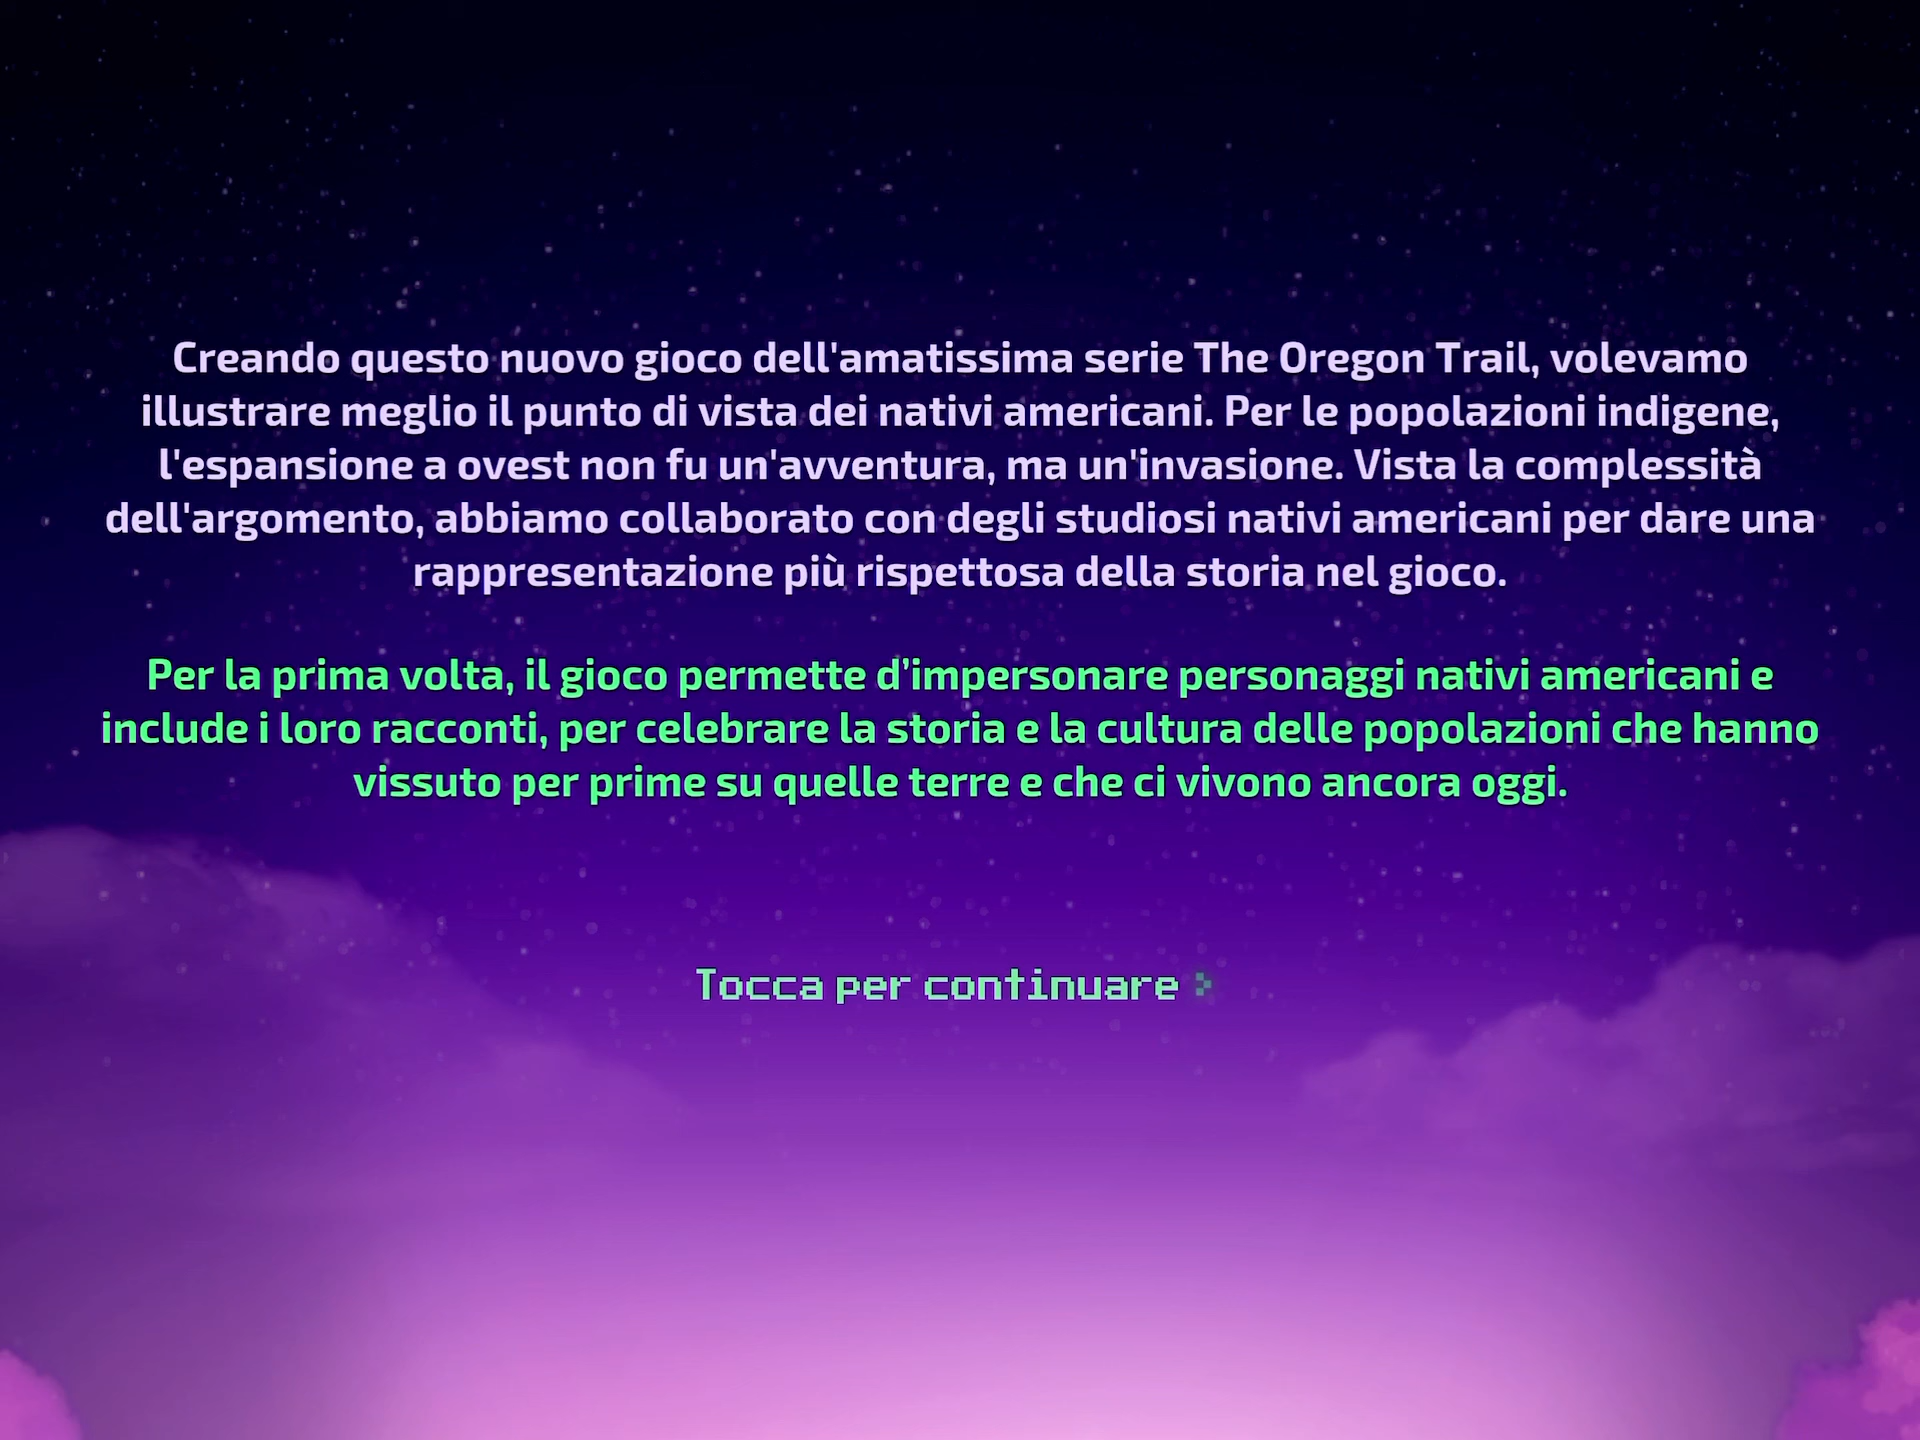 Creando questo nuovo gioco dell'amatissima serie The Oregon Trail, volevamo
illustrare meglio il punto di vista dei nativi americani. Per le popolazioni indigene,
l'espansione a ovest non fu un'avventura, ma un'invasione. Vista la complessità
dell'argomento, abbiamo collaborato con degli studiosi nativi americani per dare una
rappresentazione più rispettosa della storia nel gioco.
Per la prima volta, il gioco permette d’impersonare personaggi nativi americani e
include i loro racconti, per celebrare la storia e la cultura delle popolazioni che hanno
vissuto per prime su quelle terre e che ci vivono ancora oggi.
Tocca per continuare >